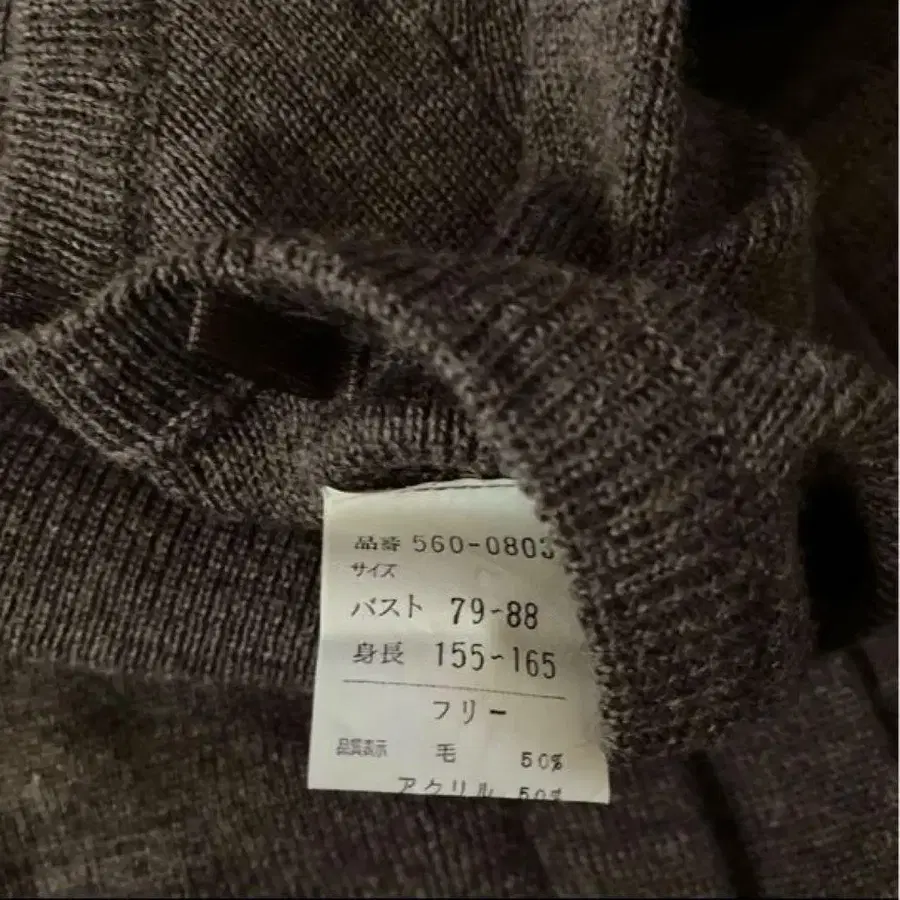 品番 560-0803
サイズ
バスト 79-88
身長 155~165
フリー
品質表示 毛 50%
アクリル 50%